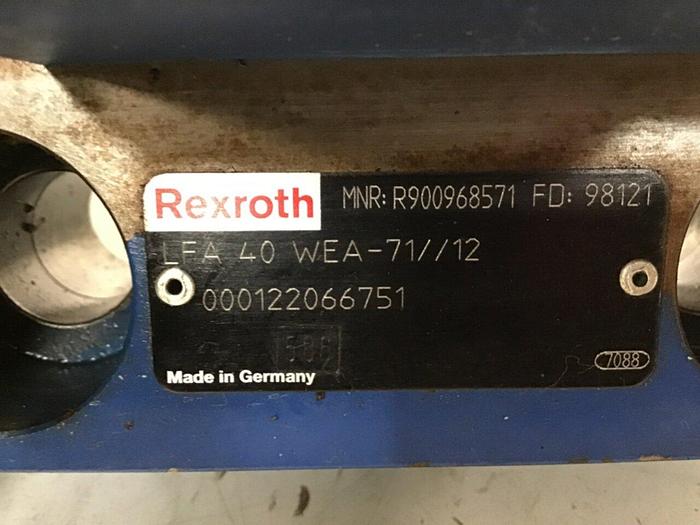 Rexroth MNR: R900968571 FD: 98121
LFA 40 WEA-71//12
000122066751
Made in Germany
7088